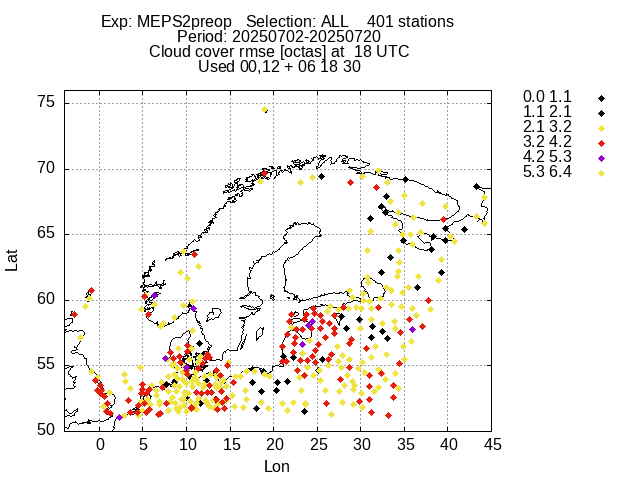 Exp: MEPS2preop   Selection: ALL    401 stations
Period: 20250702-20250720
Cloud cover rmse [octas] at  18 UTC
Used 00,12 + 06 18 30
0.0 1.1
1.1 2.1
2.1 3.2
3.2 4.2
4.2 5.3
5.3 6.4
75
70
65
60
55
50
Lat
0 5 10 15 20 25 30 35 40 45
Lon